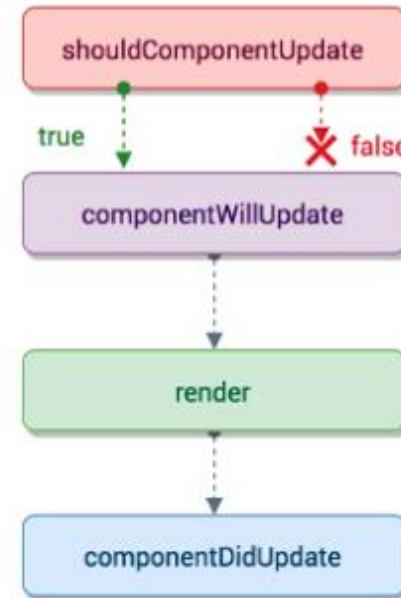 shouldComponentUpdate
true
false
componentWillUpdate
render
componentDidUpdate